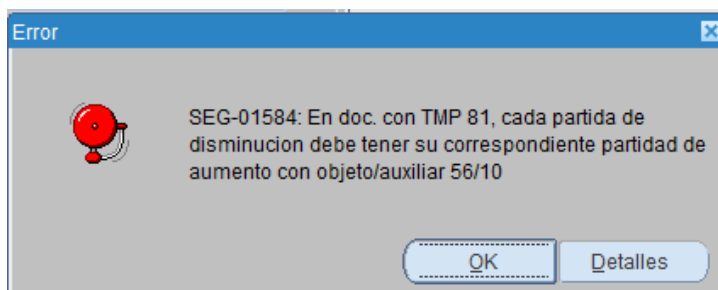 Error
SEG-01584: En doc. con TMP 81, cada partida de
disminucion debe tener su correspondiente partidad de
aumento con objeto/auxiliar 56/10
OK
Detalles